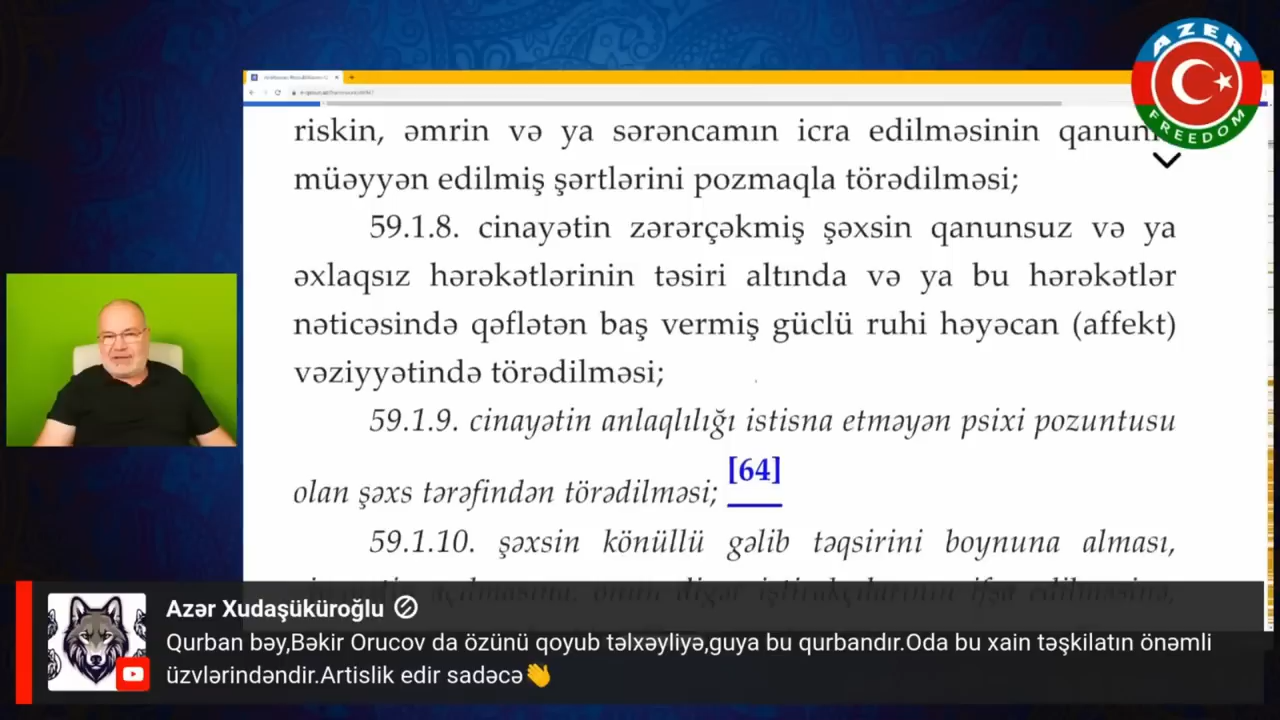 AZER
FREEDOM
riskin, əmrin və ya sərəncamın icra edilməsinin
müəyyən edilmiş şərtlərini pozmaqla törədilməsi;
59.1.8. cinayətin zərərçəkmiş şəxsin qanunsuz və ya
əxlaqsız hərəkətlərinin təsiri altında və ya bu hərəkətlər
nəticəsində qəflətən baş vermiş güclü ruhi həyəcan (affekt)
vəziyyətində törədilməsi;
59.1.9. cinayətin anlaqlılığı istisna etməyən psixi pozuntusu
olan şəxs tərəfindən törədilməsi; [64]
59.1.10. şəxsin könüllü gəlib təqsirini boynuna alması,
Azər Xudaşüküroğlu
Qurban bəy,Bəkir Orucov da özünü qoyub təlxəyliyə,guya bu qurbandır.Oda bu xain təşkilatın önəmli
üzvlərindəndir.Artislik edir sadəcə👏